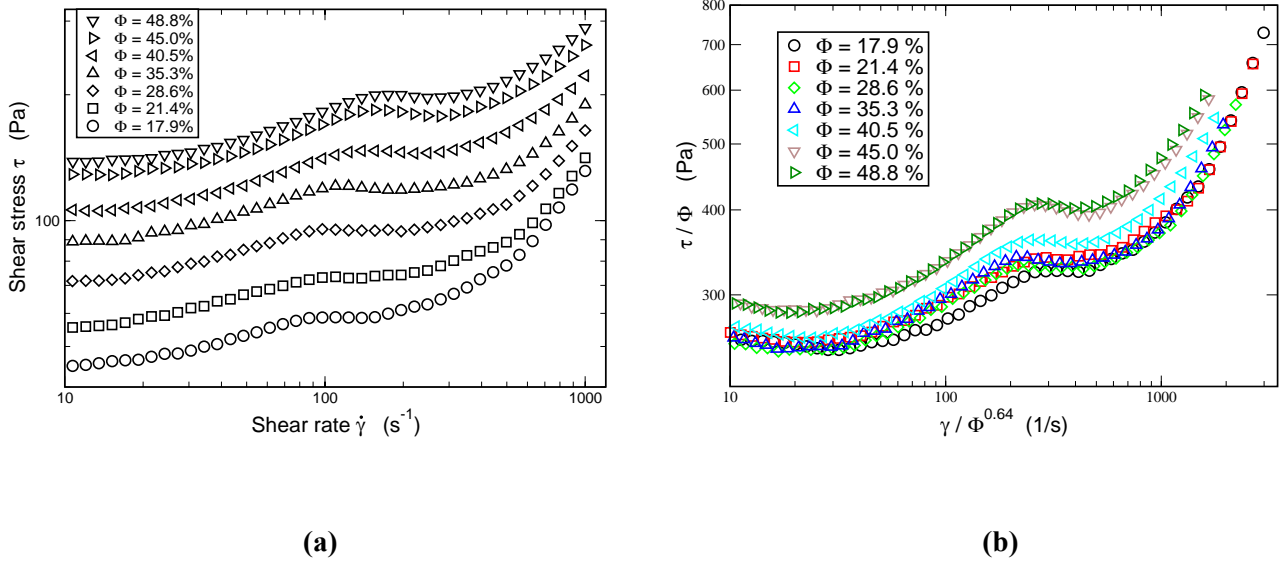 Φ = 48.8%
Φ = 45.0%
Φ = 40.5%
Φ = 35.3%
Φ = 28.6%
Φ = 21.4%
Φ = 17.9%
Shear stress τ (Pa)
100
10
100
1000
Shear rate γ̇ (s⁻¹)
(a)
800
700
600
500
400
300
τ / Φ (Pa)
Φ = 17.9 %
Φ = 21.4 %
Φ = 28.6 %
Φ = 35.3 %
Φ = 40.5 %
Φ = 45.0 %
Φ = 48.8 %
10
100
1000
γ / Φ⁰·⁶⁴ (1/s)
(b)